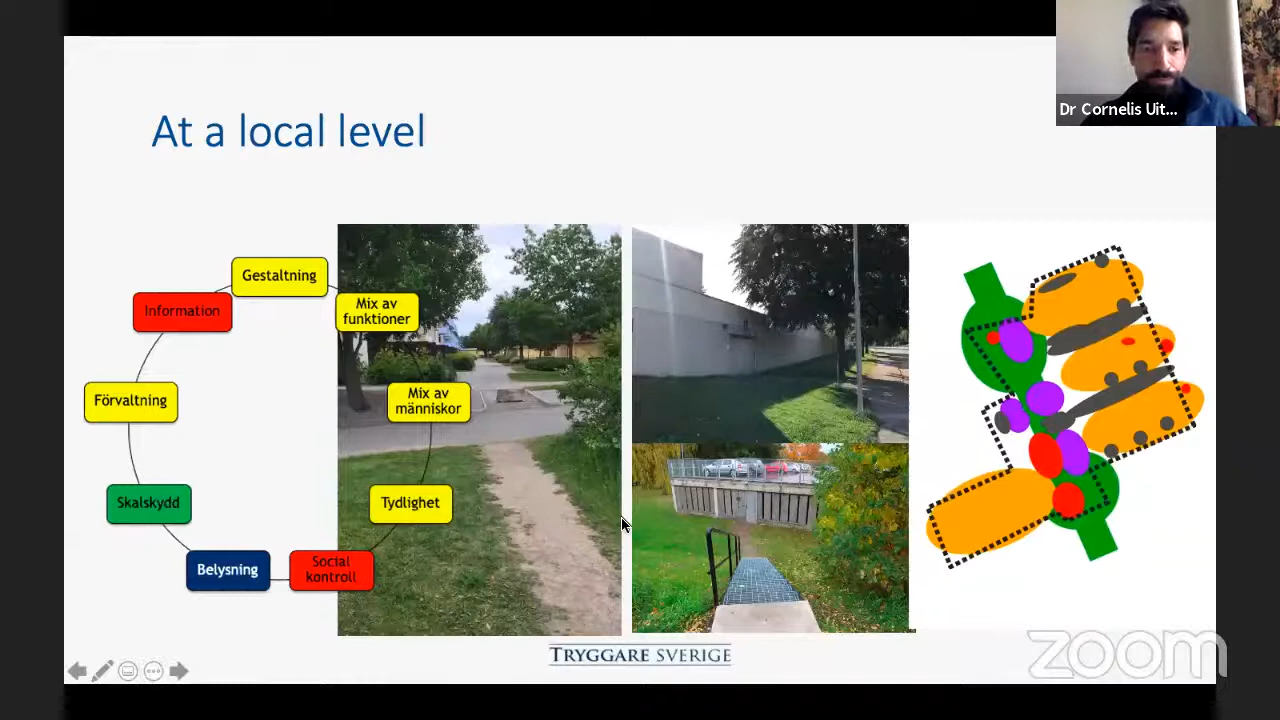 Dr Cornelis Uit...
At a local level
Gestaltning
Information
Mix av
funktioner
Förvaltning
Mix av
människor
Skalskydd
Tydlighet
Belysning
Social
kontroll
TRYGGARE SVERIGE
zoom